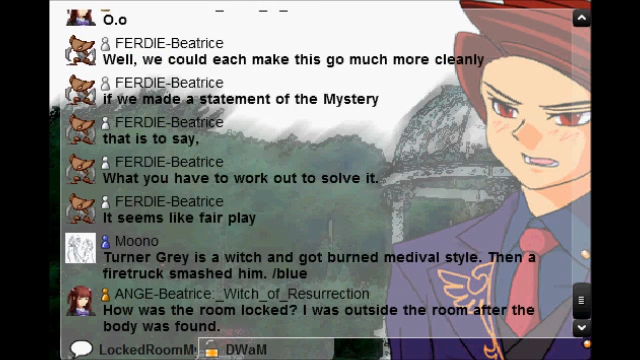 O.o
FERDIE-Beatrice
Well, we could each make this go much more cleanly
FERDIE-Beatrice
if we made a statement of the Mystery
FERDIE-Beatrice
that is to say,
FERDIE-Beatrice
What you have to work out to solve it.
FERDIE-Beatrice
It seems like fair play
Moono
Turner Grey is a witch and got burned medival style. Then a
firetruck smashed him. /blue
ANGE-Beatrice:_Witch_of_Resurrection
How was the room locked? I was outside the room after the
body was found.
LockedRoomMy
DWaM